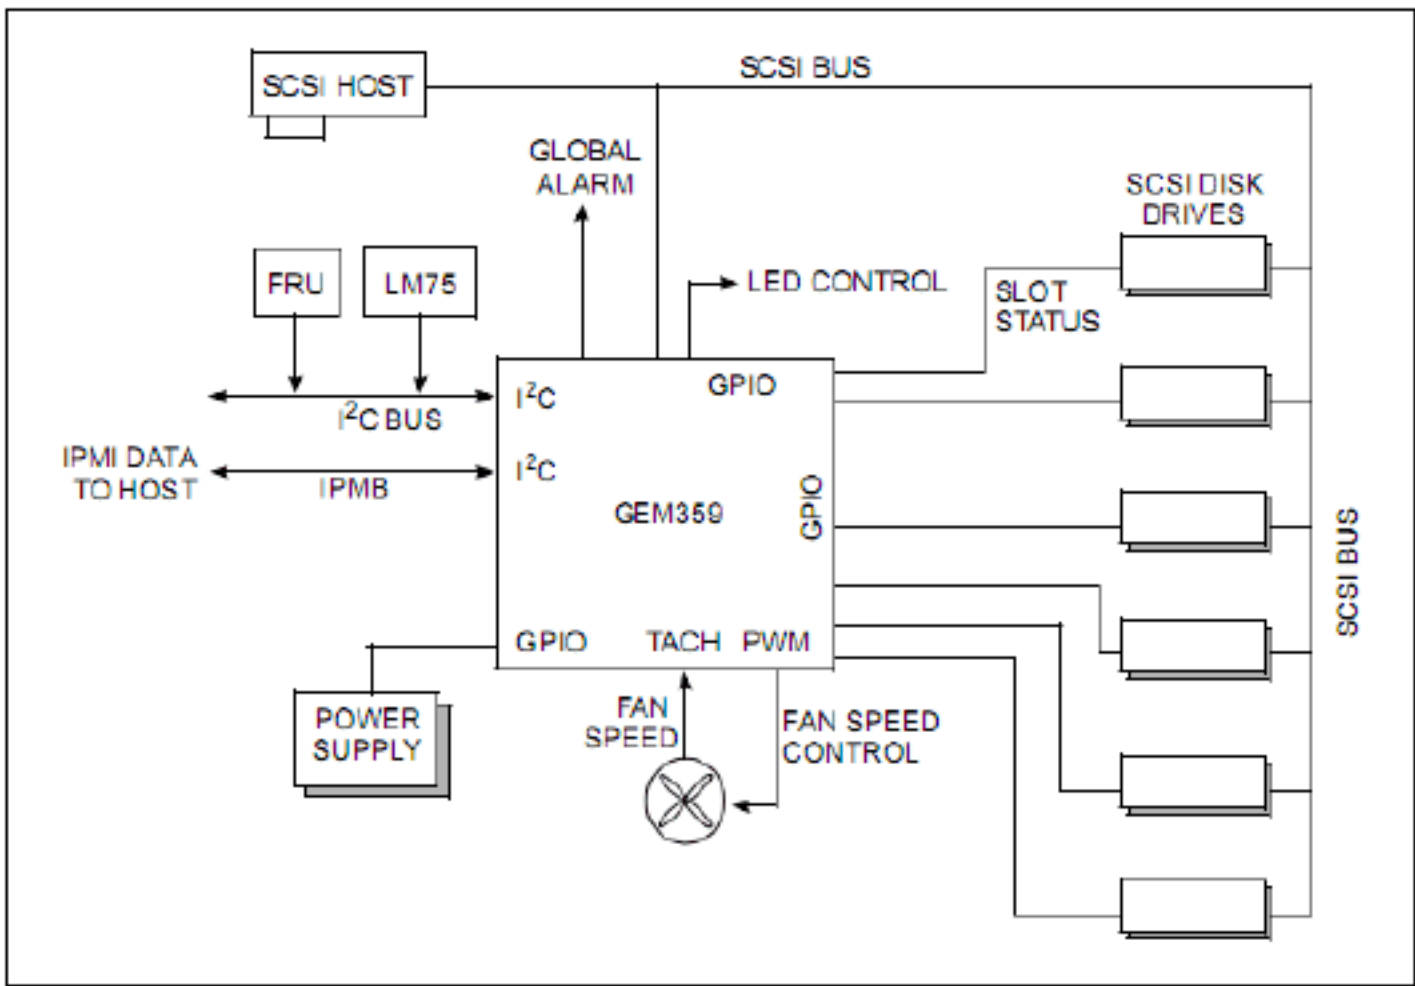 SCSI HOST
SCSI BUS
GLOBAL
ALARM
SCSI DISK
DRIVES
FRU
LM75
LED CONTROL
SLOT
STATUS
GPIO
I²C
I²C BUS
IPMI DATA
TO HOST
IPMB
I²C
GEM359
GPIO
SCSI BUS
GPIO
TACH
PWM
POWER
SUPPLY
FAN
SPEED
FAN SPEED
CONTROL